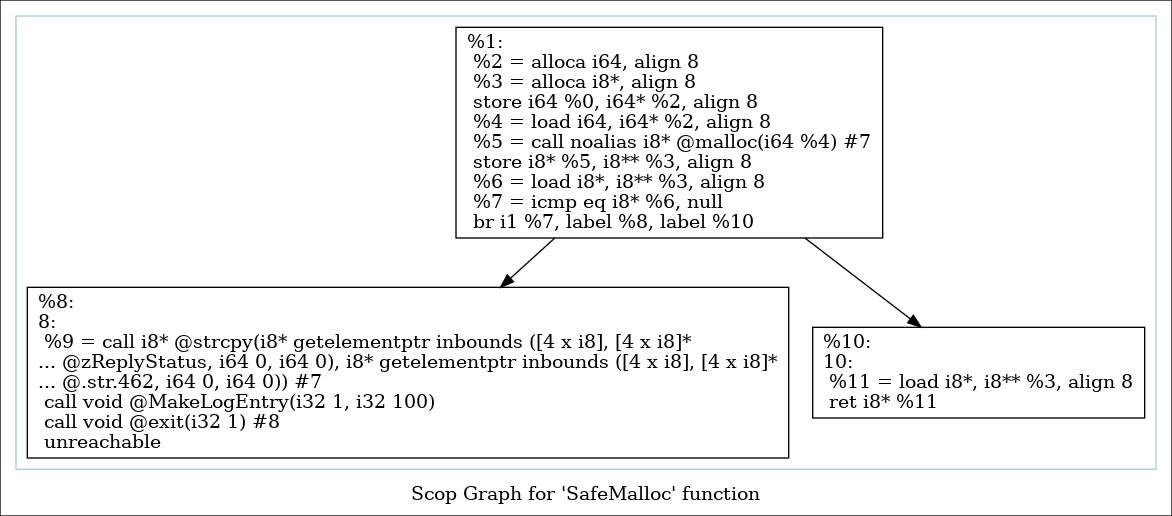 %1:
%2 = alloca i64, align 8
%3 = alloca i8*, align 8
store i64 %0, i64* %2, align 8
%4 = load i64, i64* %2, align 8
%5 = call noalias i8* @malloc(i64 %4) #7
store i8* %5, i8** %3, align 8
%6 = load i8*, i8** %3, align 8
%7 = icmp eq i8* %6, null
br i1 %7, label %8, label %10
%8:
8:
%9 = call i8* @strcpy(i8* getelementptr inbounds ([4 x i8], [4 x i8]*
... @zReplyStatus, i64 0, i64 0), i8* getelementptr inbounds ([4 x i8], [4 x i8]*
... @.str.462, i64 0, i64 0)) #7
call void @MakeLogEntry(i32 1, i32 100)
call void @exit(i32 1) #8
unreachable
%10:
10:
%11 = load i8*, i8** %3, align 8
ret i8* %11
Scop Graph for 'SafeMalloc' function